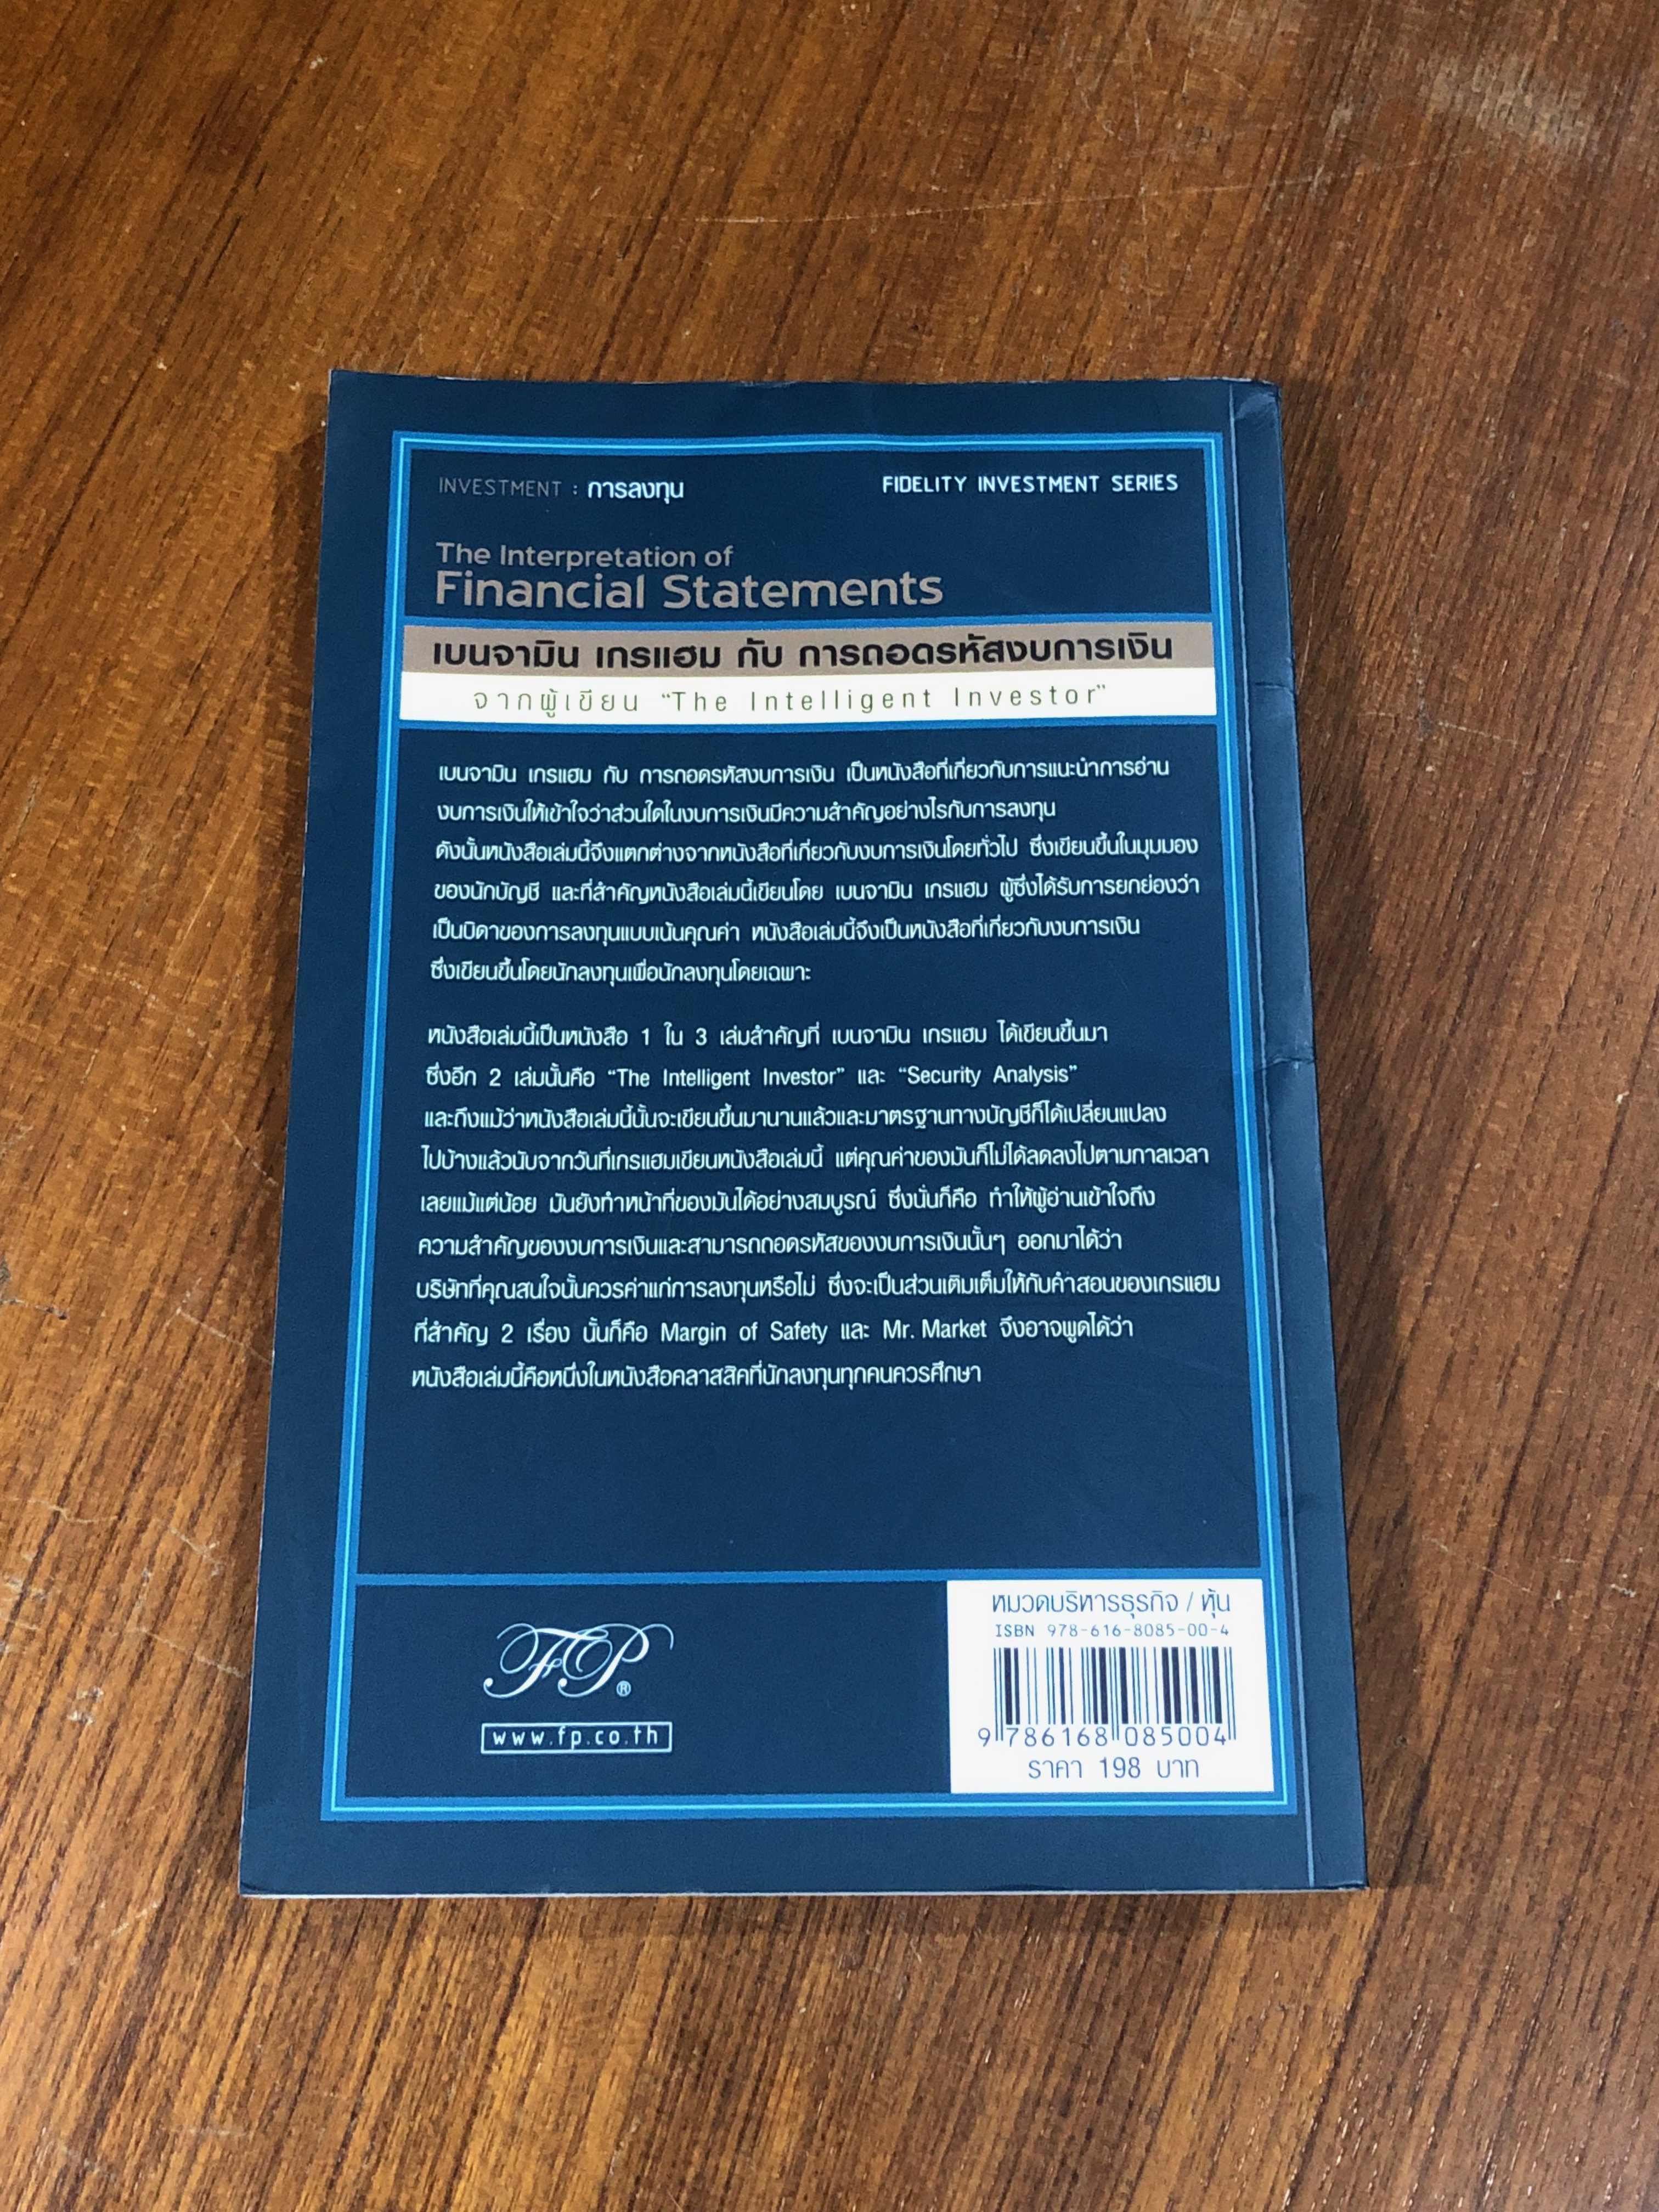 INVESTMENT : การลงทุน
FIDELITY INVESTMENT SERIES
The Interpretation of
Financial Statements
เบนจามิน เกรแฮม กับ การถอดรหัสงบการเงิน
จากผู้เขียน “The Intelligent Investor”
เบนจามิน เกรแฮม กับ การถอดรหัสงบการเงิน เป็นหนังสือที่เกี่ยวกับการแนะนำการอ่าน
งบการเงินให้เข้าใจว่าส่วนใดในงบการเงินมีความสำคัญอย่างไรกับการลงทุน
ดังนั้นหนังสือเล่มนี้จึงแตกต่างจากหนังสือที่เกี่ยวกับงบการเงินโดยทั่วไป ซึ่งเขียนขึ้นในมุมมอง
ของนักบัญชี และที่สำคัญหนังสือเล่มนี้เขียนโดย เบนจามิน เกรแฮม ผู้ซึ่งได้รับการยกย่องว่า
เป็นบิดาของการลงทุนแบบเน้นคุณค่า หนังสือเล่มนี้จึงเป็นหนังสือที่เกี่ยวกับงบการเงิน
ซึ่งเขียนขึ้นโดยนักลงทุนเพื่อนักลงทุนโดยเฉพาะ
หนังสือเล่มนี้เป็นหนังสือ 1 ใน 3 เล่มสำคัญที่ เบนจามิน เกรแฮม ได้เขียนขึ้นมา
ซึ่งอีก 2 เล่มนั้นคือ “The Intelligent Investor” และ “Security Analysis”
และถึงแม้ว่าหนังสือเล่มนี้นั้นจะเขียนขึ้นมานานแล้วและมาตรฐานทางบัญชีก็ได้เปลี่ยนแปลง
ไปบ้างแล้วนับจากวันที่เกรแฮมเขียนหนังสือเล่มนี้ แต่คุณค่าของมันก็ไม่ได้ลดลงไปตามกาลเวลา
เลยแม้แต่น้อย มันยังทำหน้าที่ของมันได้อย่างสมบูรณ์ ซึ่งนั่นก็คือ ทำให้ผู้อ่านเข้าใจถึง
ความสำคัญของงบการเงินและสามารถถอดรหัสของงบการเงินนั้นๆ ออกมาได้ว่า
บริษัทที่คุณสนใจนั้นควรค่าแก่การลงทุนหรือไม่ ซึ่งจะเป็นส่วนเติมเต็มให้กับคำสอนของเกรแฮม
ที่สำคัญ 2 เรื่อง นั้นก็คือ Margin of Safety และ Mr. Market จึงอาจพูดได้ว่า
หนังสือเล่มนี้คือหนึ่งในหนังสือคลาสสิคที่นักลงทุนทุกคนควรศึกษา
FP®
www.fp.co.th
หมวดบริหารธุรกิจ / หุ้น
ISBN 978-616-8085-00-4
9 786168 085004
ราคา 198 บาท